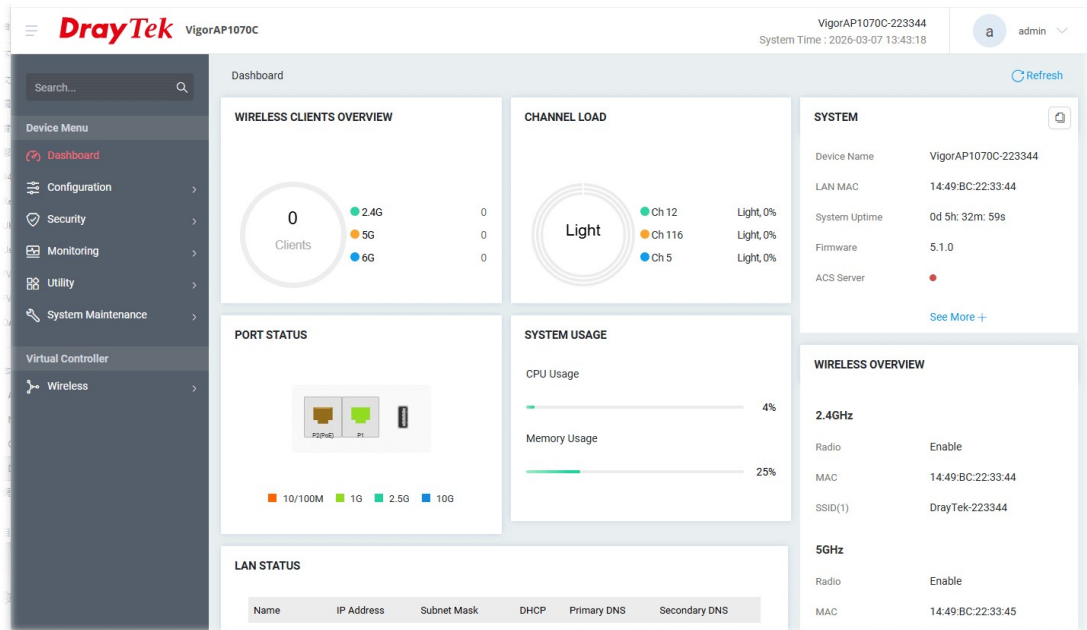 DrayTek VigorAP1070C
VigorAP1070C-223344
System Time : 2026-03-07 13:43:18
a admin
Search...
Device Menu
Dashboard
Configuration
Security
Monitoring
Utility
System Maintenance
Virtual Controller
Wireless
Dashboard
Refresh
WIRELESS CLIENTS OVERVIEW
0
Clients
2.4G 0
5G 0
6G 0
CHANNEL LOAD
Light
Ch 12 Light, 0%
Ch 116 Light, 0%
Ch 5 Light, 0%
SYSTEM
Device Name VigorAP1070C-223344
LAN MAC 14:49:BC:22:33:44
System Uptime 0d 5h: 32m: 59s
Firmware 5.1.0
ACS Server
See More +
PORT STATUS
P2(PoE) P1
10/100M 1G 2.5G 10G
SYSTEM USAGE
CPU Usage
4%
Memory Usage
25%
WIRELESS OVERVIEW
2.4GHz
Radio Enable
MAC 14:49:BC:22:33:44
SSID(1) DrayTek-223344
5GHz
Radio Enable
MAC 14:49:BC:22:33:45
LAN STATUS
Name IP Address Subnet Mask DHCP Primary DNS Secondary DNS